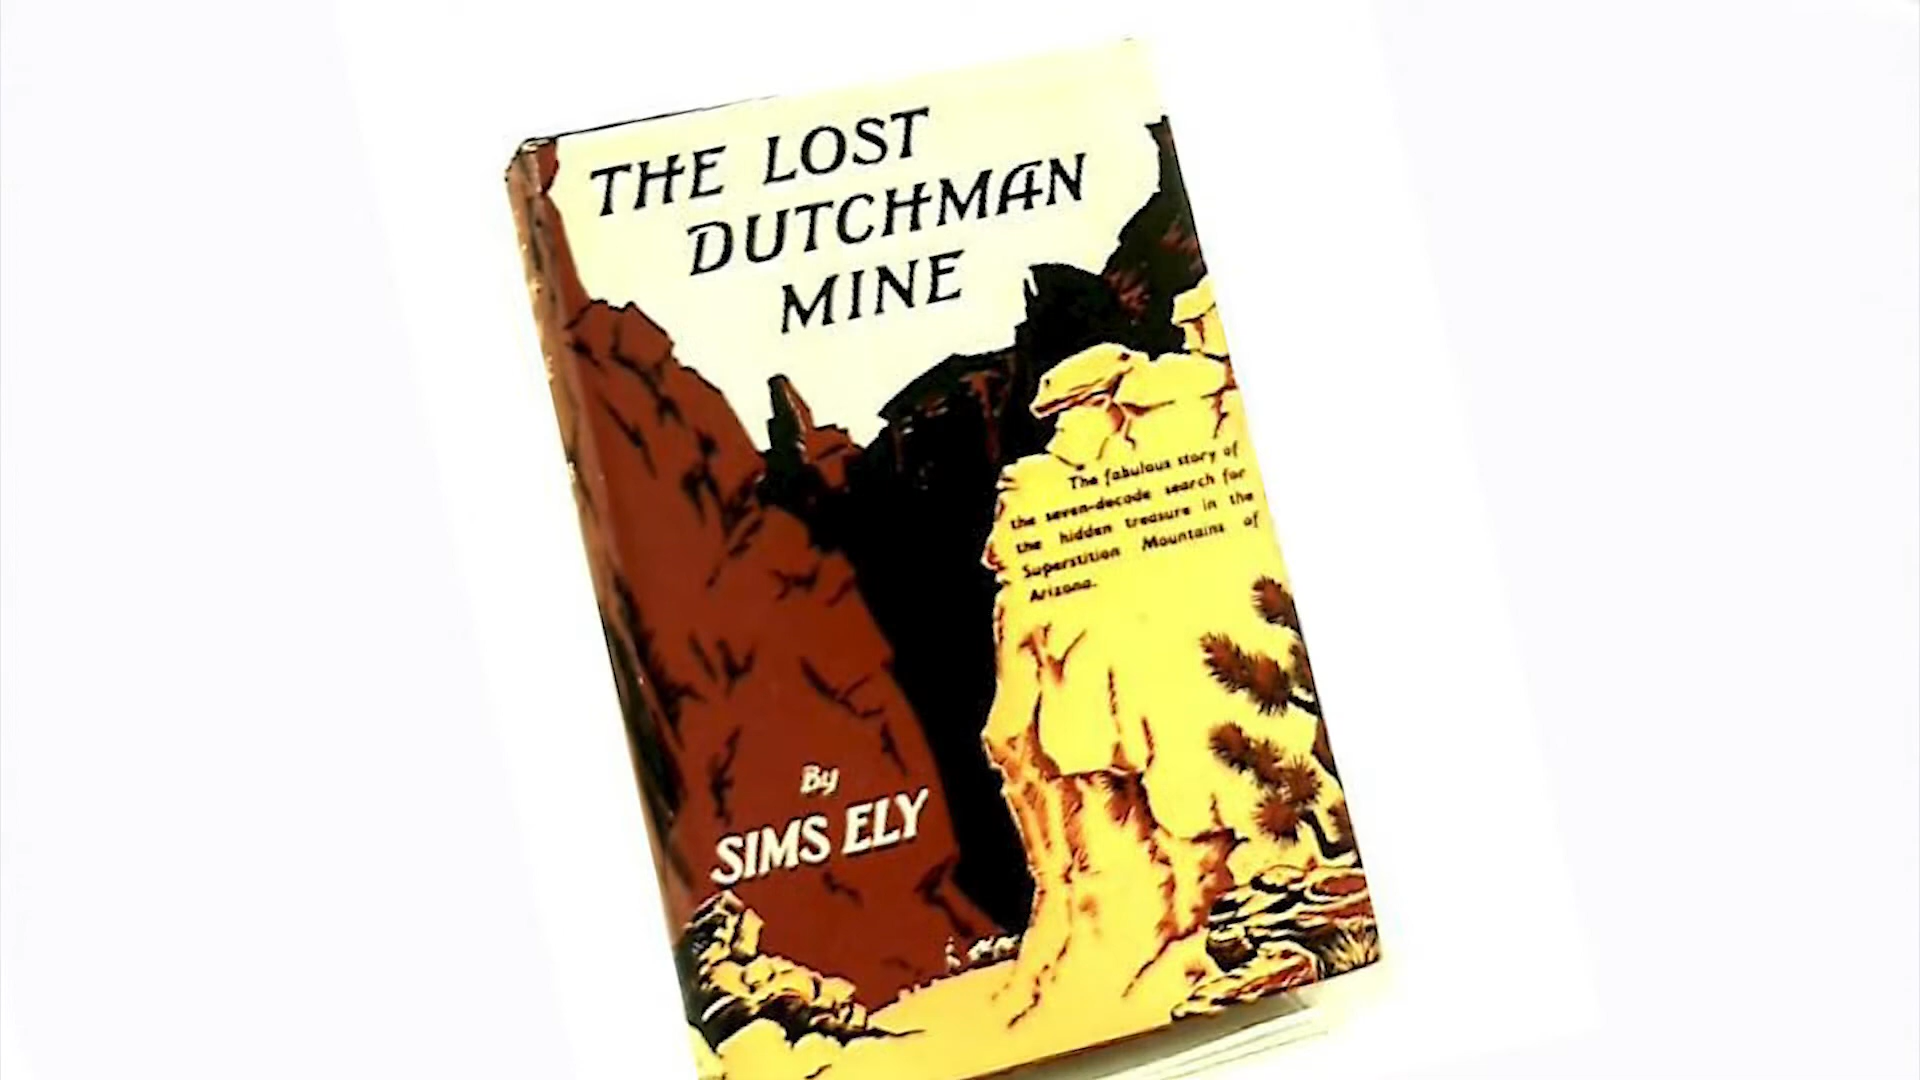 THE LOST
DUTCHMAN
MINE
The fabulous story of
the seven-decade search for
the hidden treasure in the
Superstition Mountains of
Arizona.
By
SIMS ELY